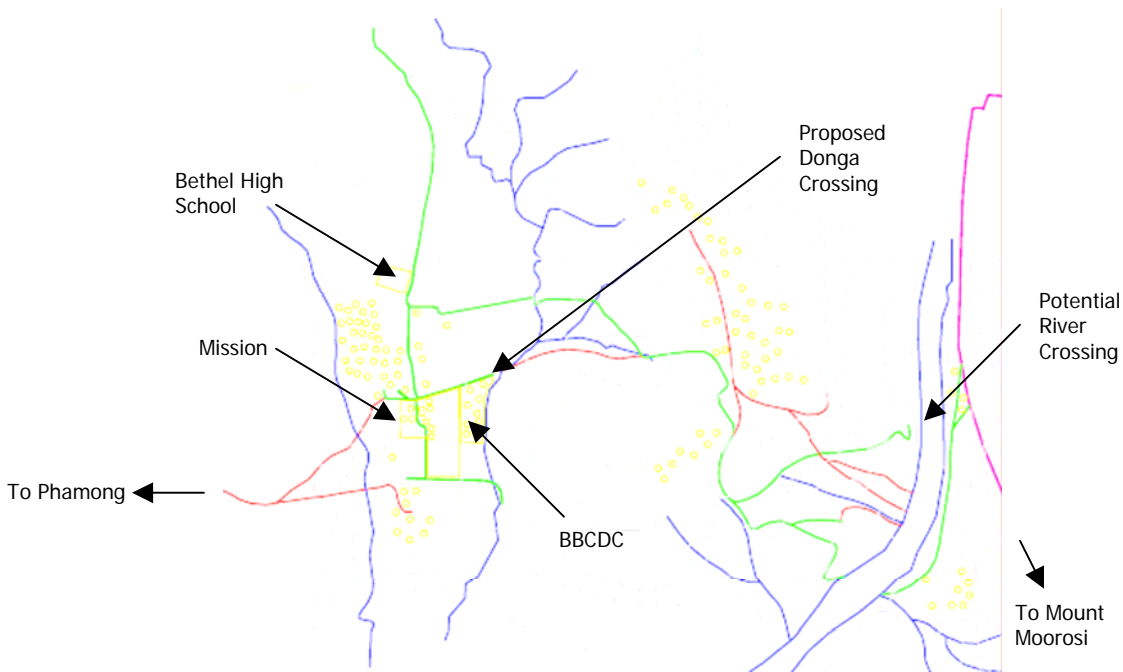 Proposed
Donga
Crossing
Bethel High
School
Potential
River
Crossing
Mission
To Phamong
BBCDC
To Mount
Moorosi